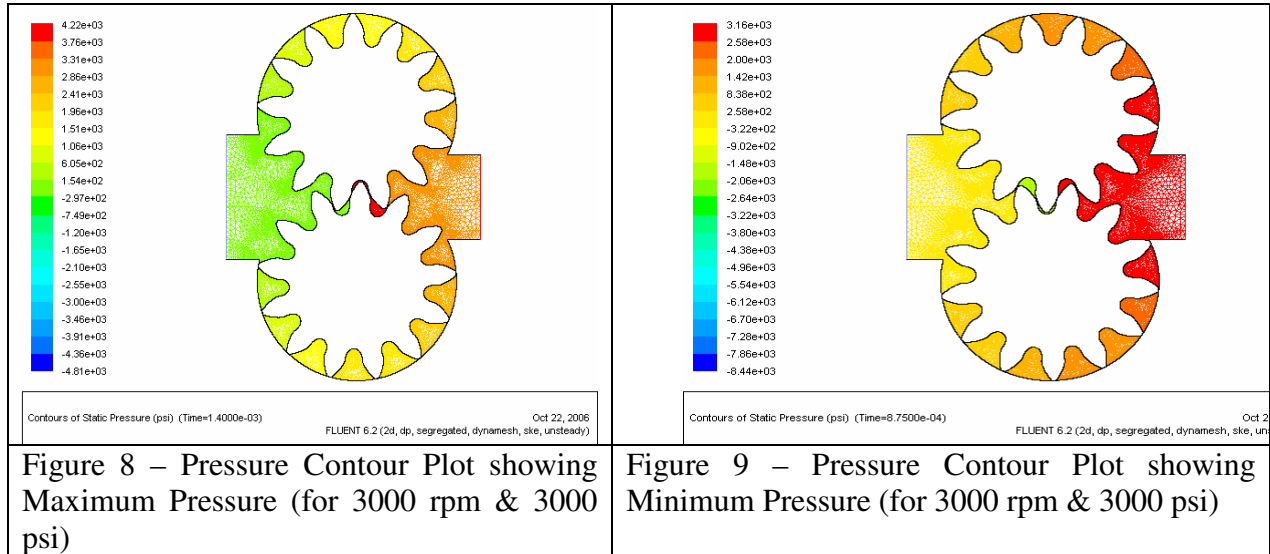 4.22e+03
3.76e+03
3.31e+03
2.86e+03
2.41e+03
1.96e+03
1.51e+03
1.06e+03
6.05e+02
1.54e+02
-2.97e+02
-7.49e+02
-1.20e+03
-1.65e+03
-2.10e+03
-2.55e+03
-3.00e+03
-3.46e+03
-3.91e+03
-4.36e+03
-4.81e+03
Contours of Static Pressure (psi) (Time=1.4000e-03)
Oct 22, 2006
FLUENT 6.2 (2d, dp, segregated, dynamesh, ske, unsteady)
Figure 8 – Pressure Contour Plot showing
Maximum Pressure (for 3000 rpm & 3000
psi)
3.16e+03
2.58e+03
2.00e+03
1.42e+03
8.38e+02
2.58e+02
-3.22e+02
-9.02e+02
-1.48e+03
-2.06e+03
-2.64e+03
-3.22e+03
-3.80e+03
-4.38e+03
-4.96e+03
-5.54e+03
-6.12e+03
-6.70e+03
-7.28e+03
-7.86e+03
-8.44e+03
Contours of Static Pressure (psi) (Time=8.7500e-04)
Oct 2
FLUENT 6.2 (2d, dp, segregated, dynamesh, ske, uns
Figure 9 – Pressure Contour Plot showing
Minimum Pressure (for 3000 rpm & 3000 psi)